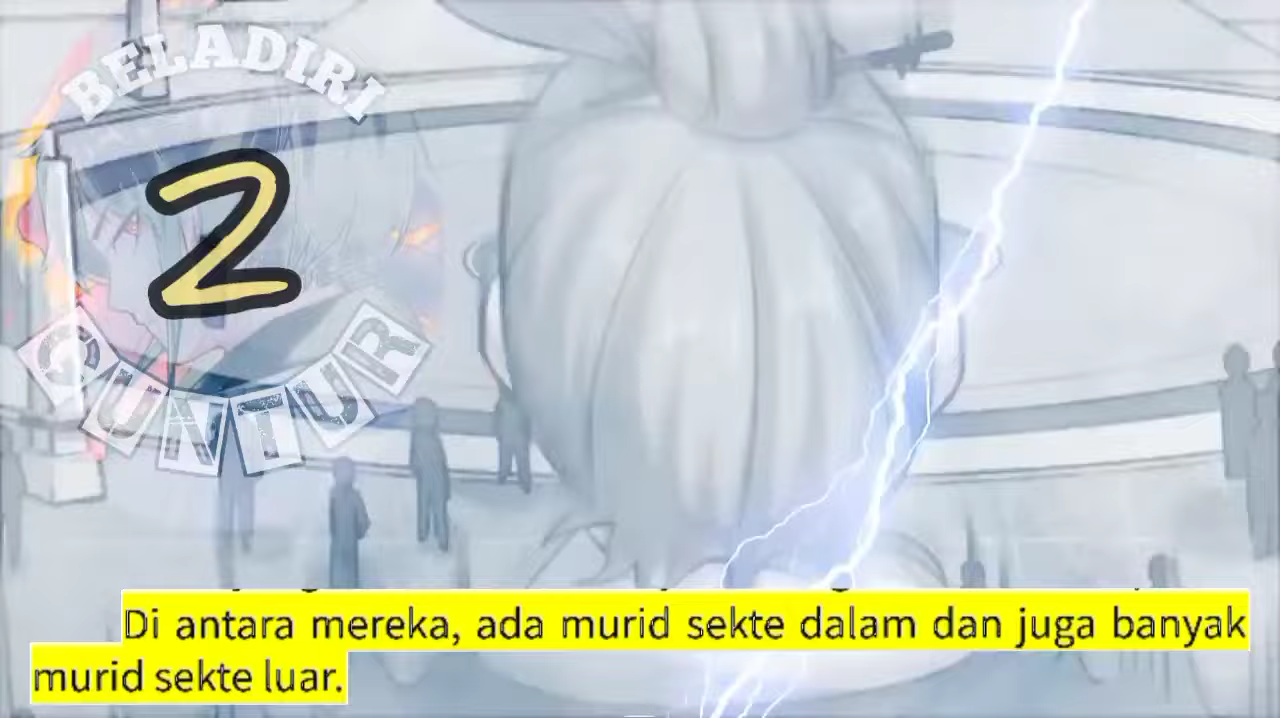 BELADIRI
2
GUNTUR
Di antara mereka, ada murid sekte dalam dan juga banyak
murid sekte luar.